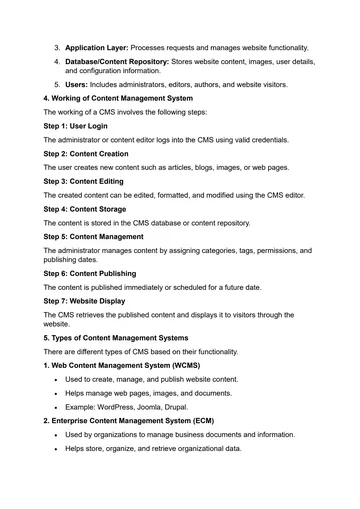 3. Application Layer: Processes requests and manages website functionality.
4. Database/Content Repository: Stores website content, images, user details,
and configuration information.
5. Users: Includes administrators, editors, authors, and website visitors.
4. Working of Content Management System
The working of a CMS involves the following steps:
Step 1: User Login
The administrator or content editor logs into the CMS using valid credentials.
Step 2: Content Creation
The user creates new content such as articles, blogs, images, or web pages.
Step 3: Content Editing
The created content can be edited, formatted, and modified using the CMS editor.
Step 4: Content Storage
The content is stored in the CMS database or content repository.
Step 5: Content Management
The administrator manages content by assigning categories, tags, permissions, and
publishing dates.
Step 6: Content Publishing
The content is published immediately or scheduled for a future date.
Step 7: Website Display
The CMS retrieves the published content and displays it to visitors through the
website.
5. Types of Content Management Systems
There are different types of CMS based on their functionality.
1. Web Content Management System (WCMS)
• Used to create, manage, and publish website content.
• Helps manage web pages, images, and documents.
• Example: WordPress, Joomla, Drupal.
2. Enterprise Content Management System (ECM)
• Used by organizations to manage business documents and information.
• Helps store, organize, and retrieve organizational data.